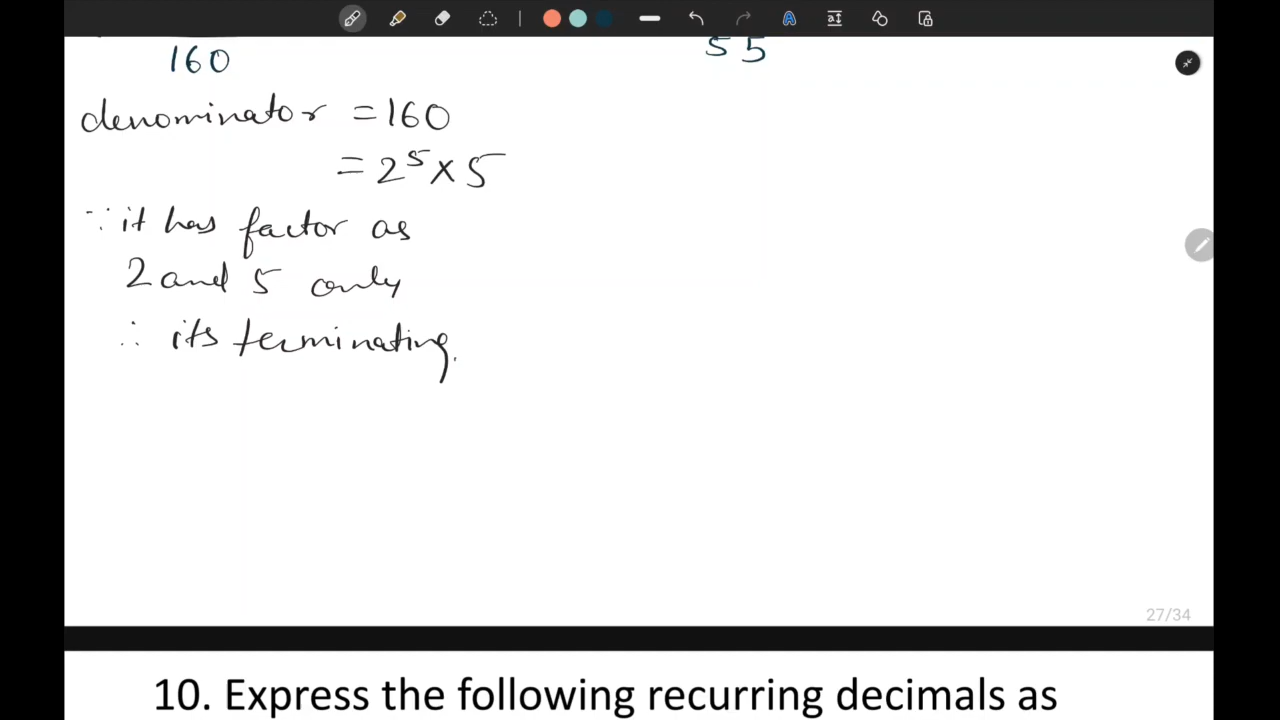 160
55
denominator = 160
= 2⁵ × 5
∵ it has factor as
2 and 5 only
∴ its terminating.
27/34
10. Express the following recurring decimals as